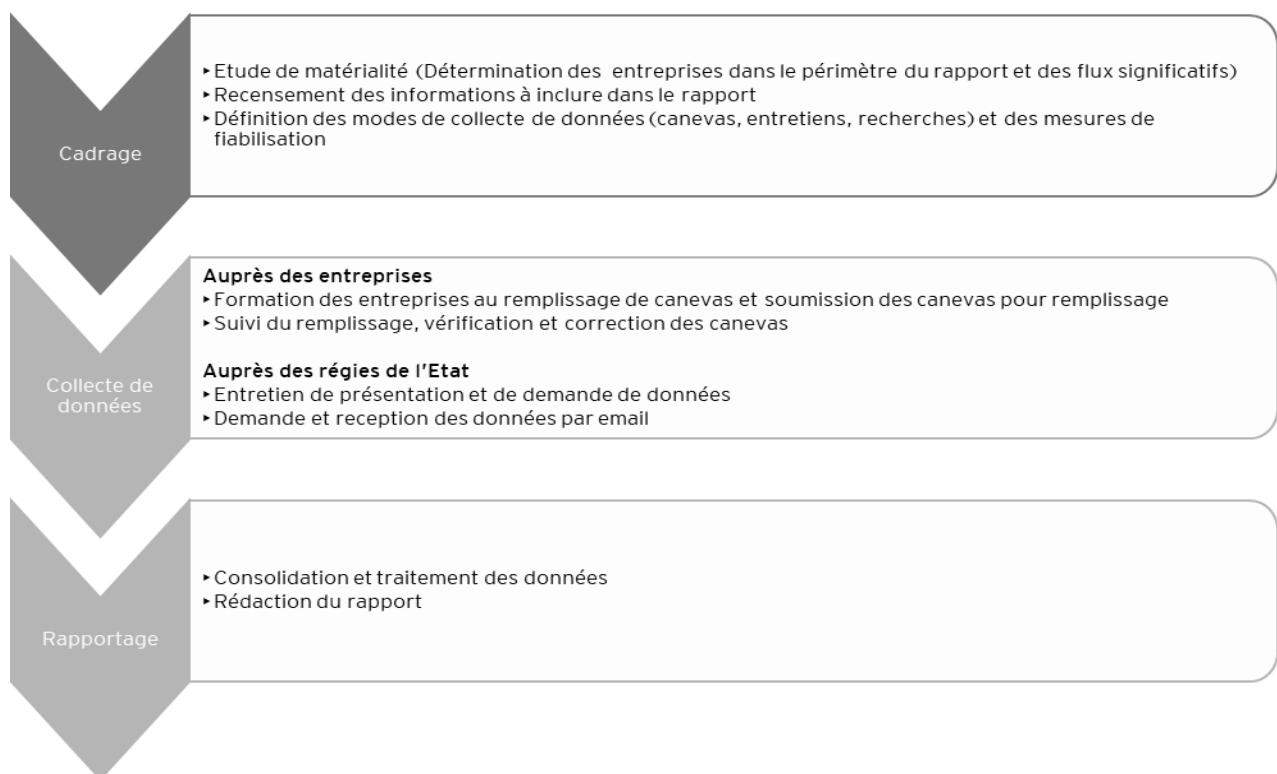 Cadrage
‣ Etude de matérialité (Détermination des entreprises dans le périmètre du rapport et des flux significatifs)
‣ Recensement des informations à inclure dans le rapport
‣ Définition des modes de collecte de données (canevas, entretiens, recherches) et des mesures de
fiabilisation
Collecte de
données
Auprès des entreprises
‣ Formation des entreprises au remplissage de canevas et soumission des canevas pour remplissage
‣ Suivi du remplissage, vérification et correction des canevas
Auprès des régies de l'Etat
‣ Entretien de présentation et de demande de données
‣ Demande et reception des données par email
Rapportage
‣ Consolidation et traitement des données
‣ Rédaction du rapport